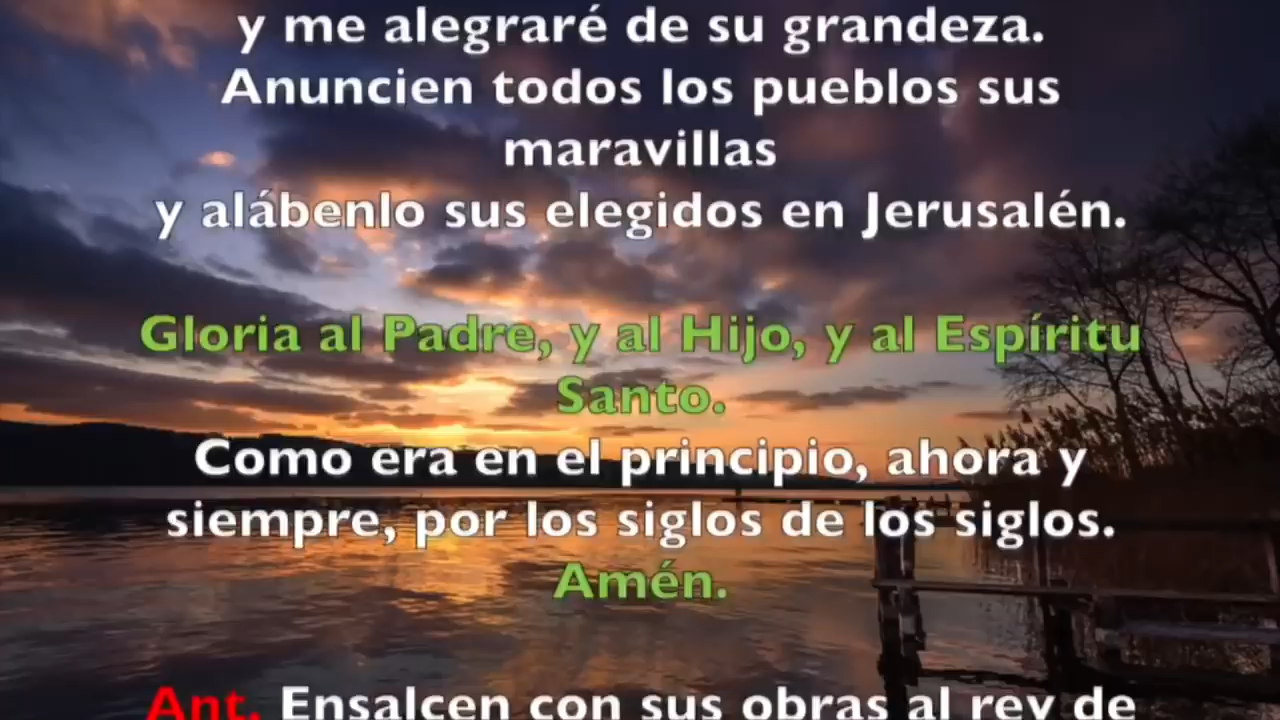 y me alegraré de su grandeza.
Anuncien todos los pueblos sus
maravillas
y alábenlo sus elegidos en Jerusalén.
Gloria al Padre, y al Hijo, y al Espíritu
Santo.
Como era en el principio, ahora y
siempre, por los siglos de los siglos.
Amén.
Ant. Ensalcen con sus obras al rey de